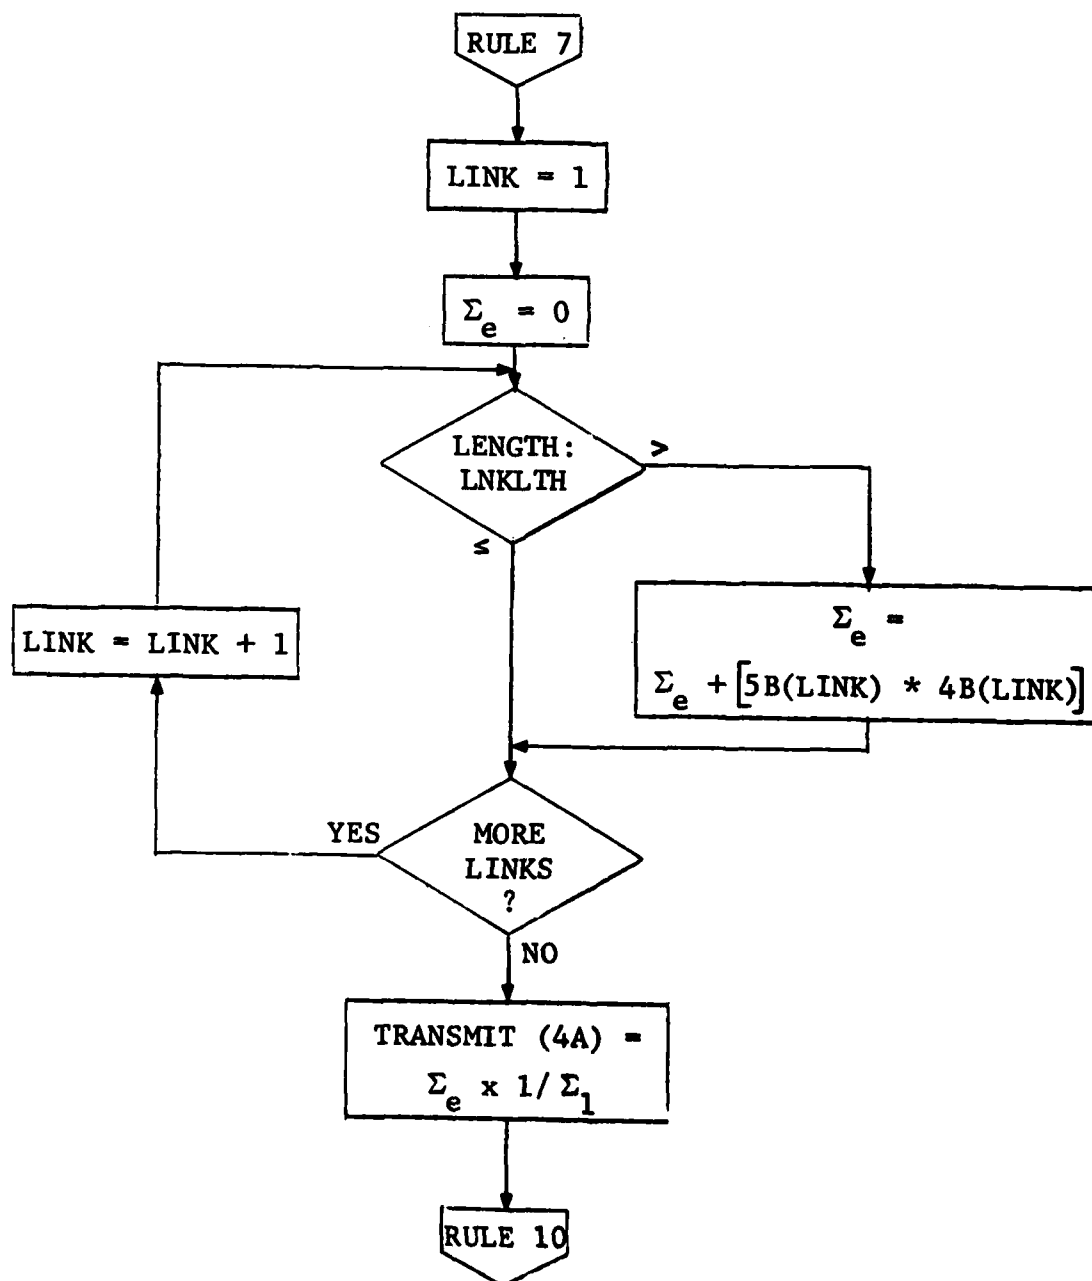 RULE 7
LINK = 1
Σe = 0
LENGTH:
LNKLTH
>
≤
Σe =
Σe + [5B(LINK) * 4B(LINK)]
LINK = LINK + 1
YES
MORE
LINKS
?
NO
TRANSMIT (4A) =
Σe x 1/Σ1
RULE 10